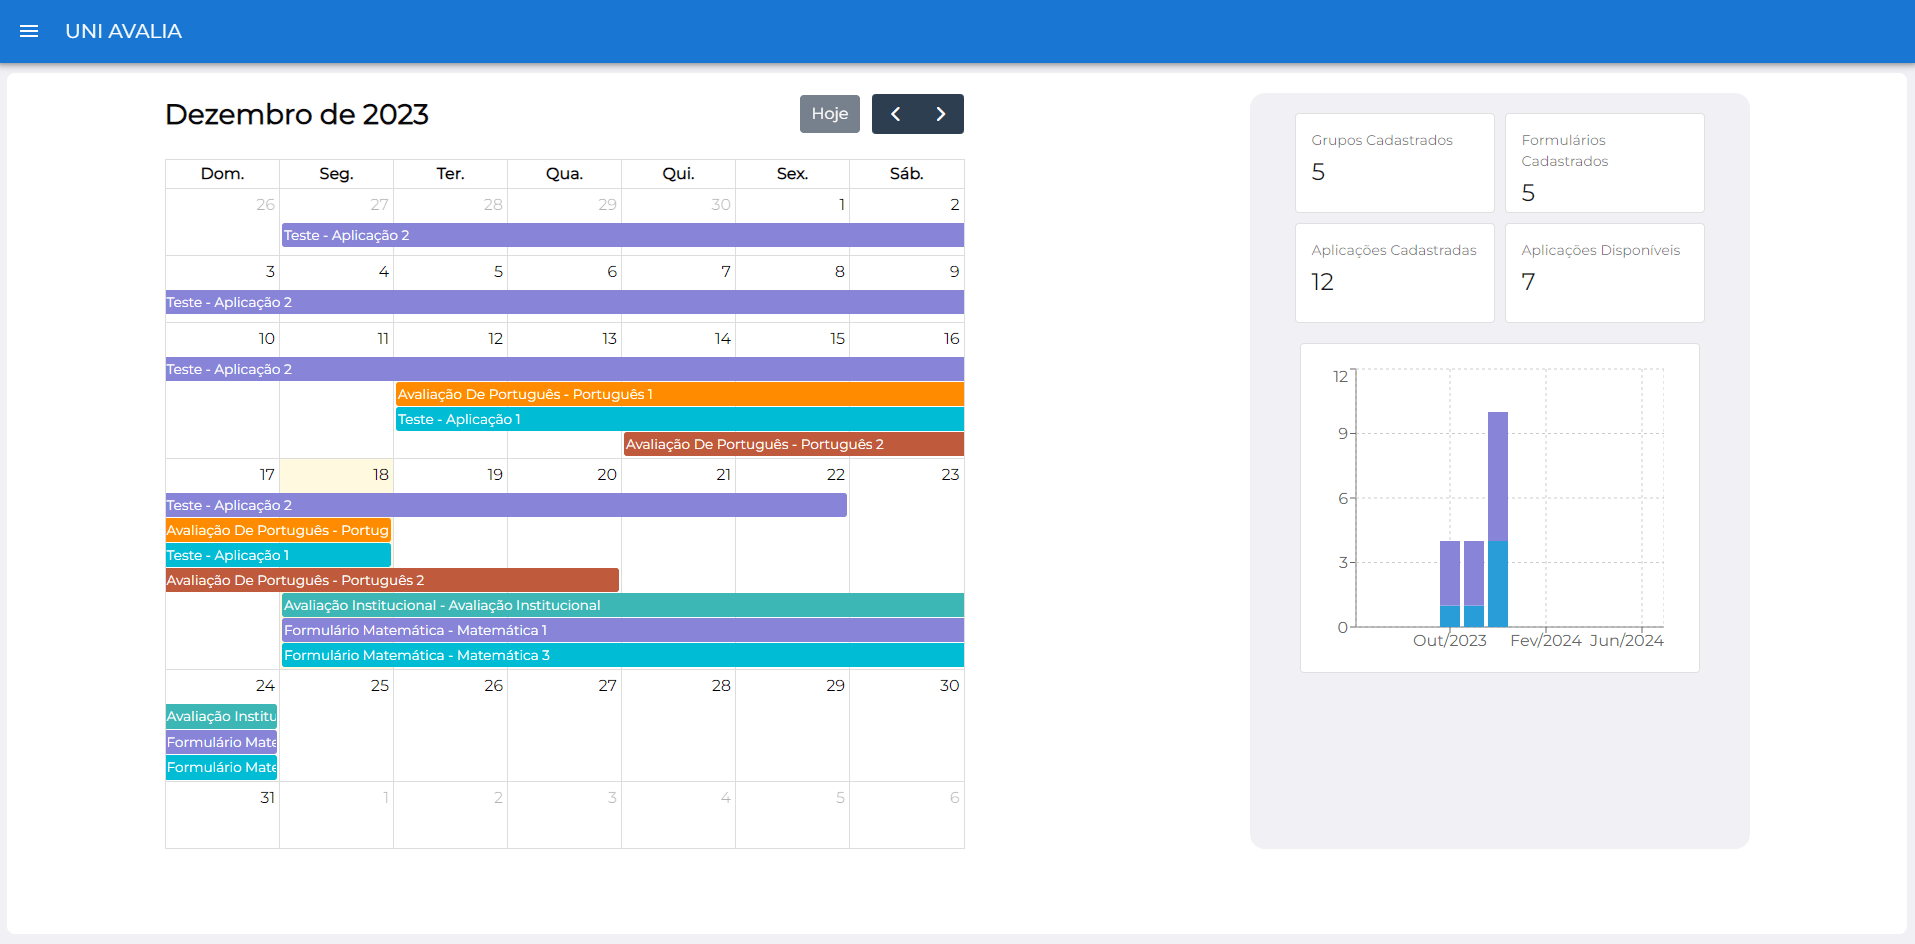 UNI AVALIA
Dezembro de 2023
Hoje
Dom. Seg. Ter. Qua. Qui. Sex. Sáb.
26 27 28 29 30 1 2
Teste - Aplicação 2
3 4 5 6 7 8 9
Teste - Aplicação 2
10 11 12 13 14 15 16
Teste - Aplicação 2
Avaliação De Português - Português 1
Teste - Aplicação 1
Avaliação De Português - Português 2
17 18 19 20 21 22 23
Teste - Aplicação 2
Avaliação De Português - Portug
Teste - Aplicação 1
Avaliação De Português - Português 2
Avaliação Institucional - Avaliação Institucional
Formulário Matemática - Matemática 1
Formulário Matemática - Matemática 3
24 25 26 27 28 29 30
Avaliação Institu
Formulário Mate
Formulário Mate
31 1 2 3 4 5 6
Grupos Cadastrados
5
Formulários
Cadastrados
5
Aplicações Cadastradas
12
Aplicações Disponíveis
7
12
9
6
3
0
Out/2023 Fev/2024 Jun/2024